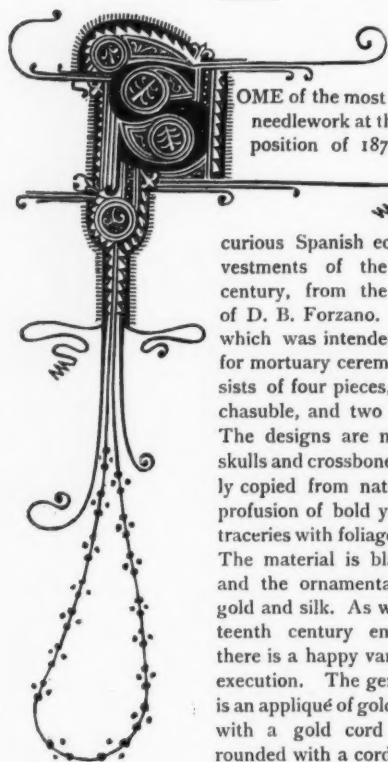 SOME of the most
needlework at th
position of 187
curious Spanish ec
vestments of the
century, from the
of D. B. Forzano.
which was intende
for mortuary cerem
sists of four pieces,
chasuble, and two
The designs are m
skulls and crossbone
ly copied from nat
profusion of bold y
traceries with foliag
The material is bl
and the ornamenta
gold and silk. As w
teenth century en
there is a happy var
execution. The ger
is an appliqué of gold
with a gold cord
rounded with a cord